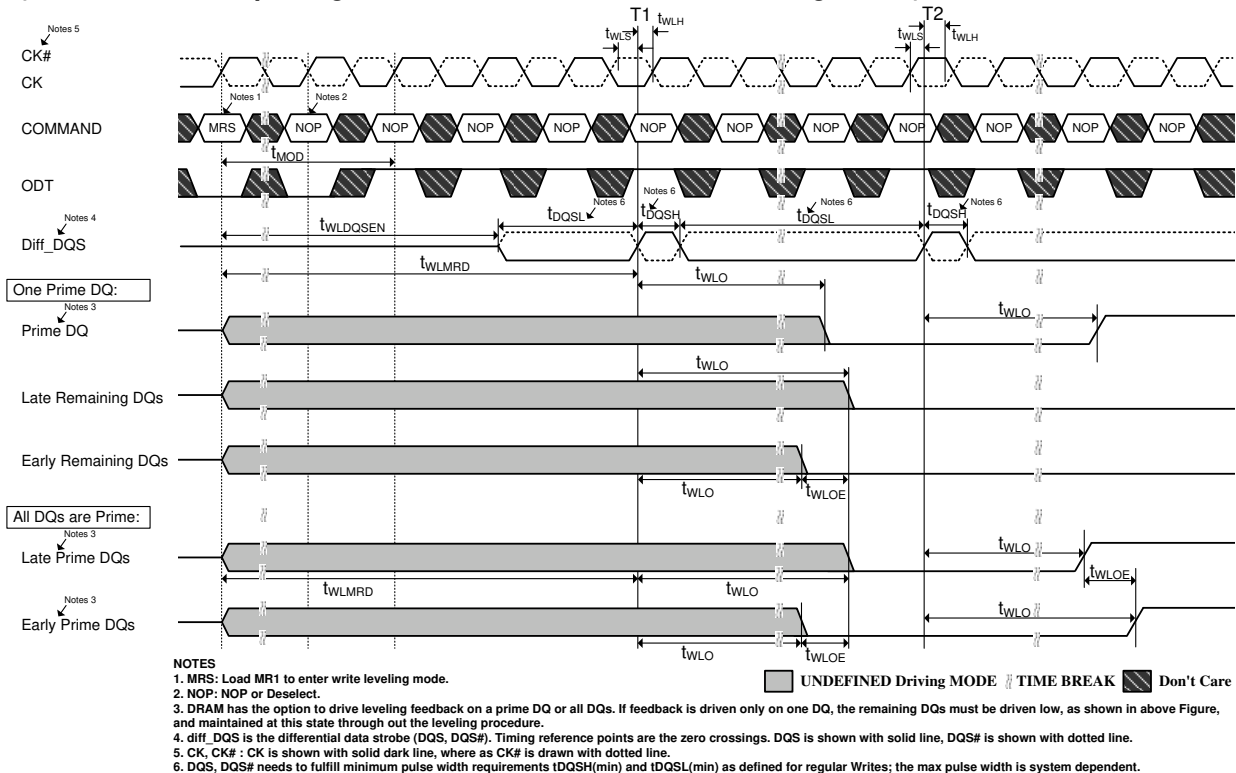 T1
T2
tWLS
tWLH
tWLS
tWLH
Notes 5
CK#
CK
Notes 1
Notes 2
COMMAND
MRS
NOP
NOP
NOP
NOP
NOP
NOP
NOP
NOP
NOP
NOP
NOP
tMOD
ODT
Notes 4
Diff_DQS
tWLDQSEN
tDQSL
Notes 6
tDQSH
Notes 6
tDQSL
Notes 6
tDQSH
Notes 6
tWLMRD
tWLO
One Prime DQ:
Notes 3
Prime DQ
tWLO
tWLO
Late Remaining DQs
Early Remaining DQs
tWLO
tWLOE
All DQs are Prime:
Notes 3
Late Prime DQs
tWLO
tWLOE
tWLMRD
tWLO
Notes 3
Early Prime DQs
tWLO
tWLO
tWLOE
NOTES
1. MRS: Load MR1 to enter write leveling mode.
2. NOP: NOP or Deselect.
UNDEFINED Driving MODE
TIME BREAK
Don't Care
3. DRAM has the option to drive leveling feedback on a prime DQ or all DQs. If feedback is driven only on one DQ, the remaining DQs must be driven low, as shown in above Figure,
and maintained at this state through out the leveling procedure.
4. diff_DQS is the differential data strobe (DQS, DQS#). Timing reference points are the zero crossings. DQS is shown with solid line, DQS# is shown with dotted line.
5. CK, CK# : CK is shown with solid dark line, where as CK# is drawn with dotted line.
6. DQS, DQS# needs to fulfill minimum pulse width requirements tDQSH(min) and tDQSL(min) as defined for regular Writes; the max pulse width is system dependent.